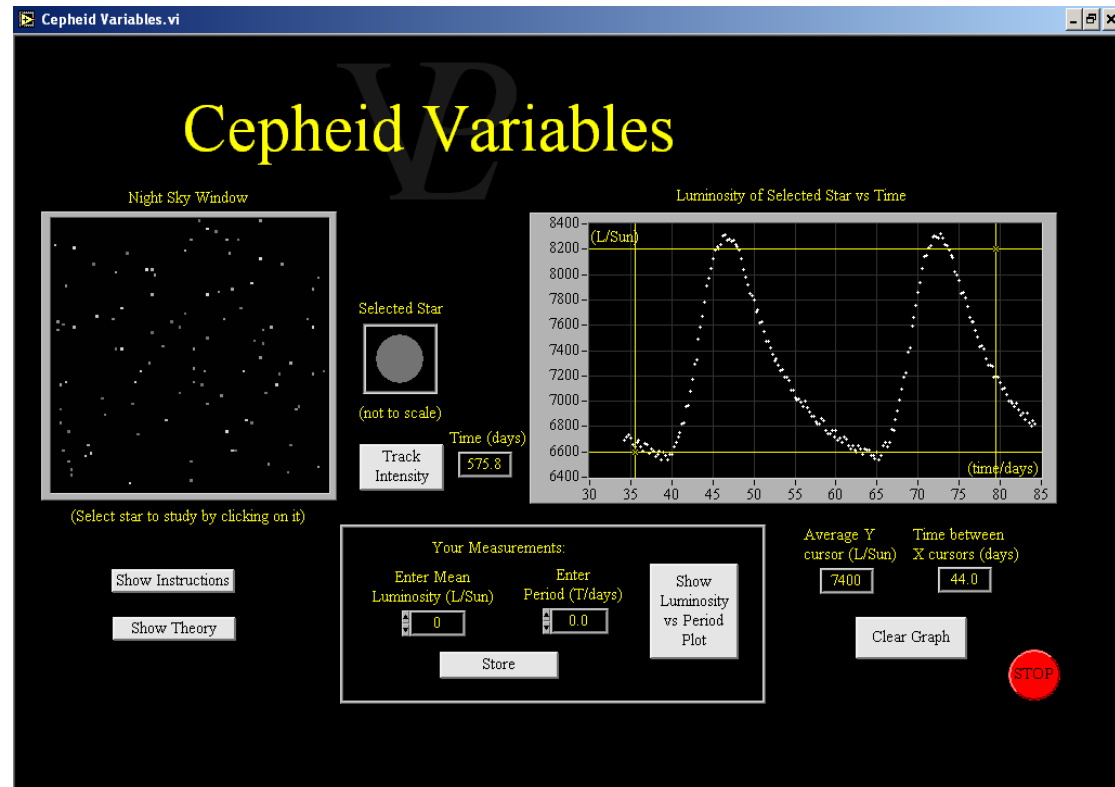 Cepheid Variables.vi
VPL
Cepheid Variables
Night Sky Window
(Select star to study by clicking on it)
Show Instructions
Show Theory
Selected Star
(not to scale)
Track
Intensity
Time (days)
575.8
Luminosity of Selected Star vs Time
(L/Sun)
8400
8200
8000
7800
7600
7400
7200
7000
6800
6600
6400
(time/days)
30 35 40 45 50 55 60 65 70 75 80 85
Your Measurements:
Enter Mean
Luminosity (L/Sun)
0
Enter
Period (T/days)
0.0
Store
Show
Luminosity
vs Period
Plot
Average Y
cursor (L/Sun)
7400
Time between
X cursors (days)
44.0
Clear Graph
STOP